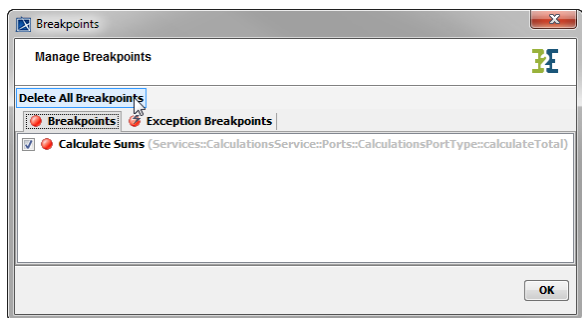 Breakpoints
Manage Breakpoints
Delete All Breakpoints
Breakpoints Exception Breakpoints
Calculate Sums (Services::CalculationsService::Ports::CalculationsPortType::calculateTotal)
OK